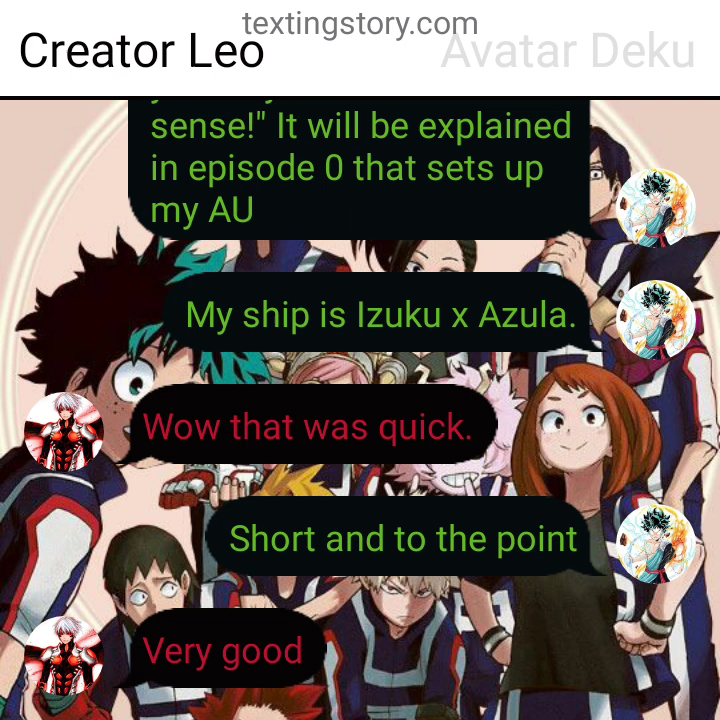 textingstory.com
Creator Leo
Avatar Deku
sense!" It will be explained
in episode 0 that sets up
my AU
My ship is Izuku x Azula.
Wow that was quick.
Short and to the point
Very good